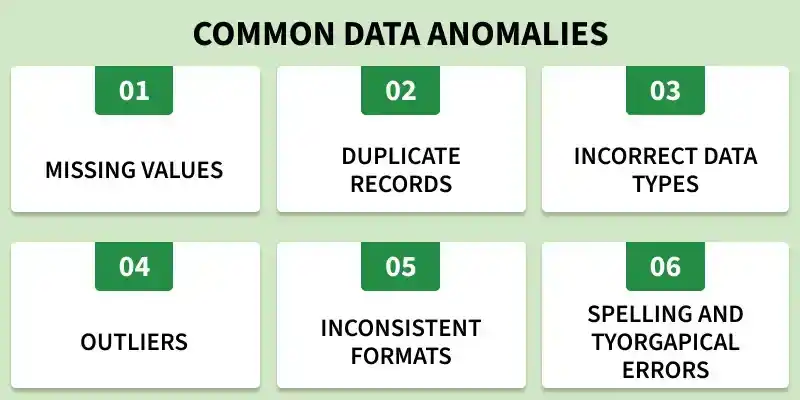 COMMON DATA ANOMALIES
01
MISSING VALUES
02
DUPLICATE
RECORDS
03
INCORRECT DATA
TYPES
04
OUTLIERS
05
INCONSISTENT
FORMATS
06
SPELLING AND
TYORGAPICAL
ERRORS